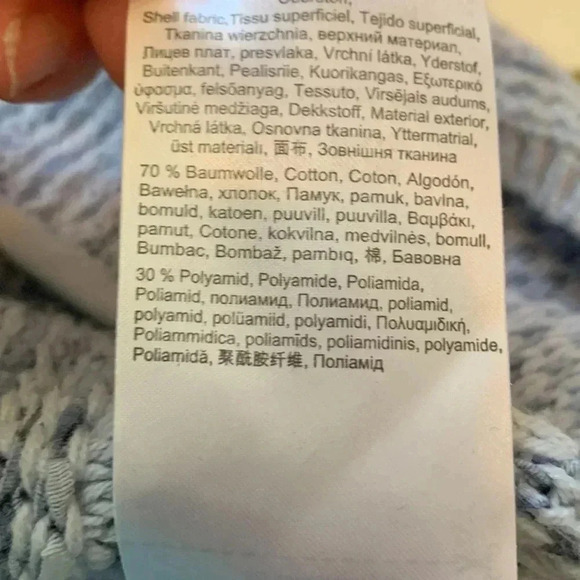 Shell fabric, Tissu superficiel, Tejido superficial,
Tkanina wierzchnia, верхний материал,
Лицев плат, presvlaka, Vrchní látka, Yderstof,
Buitenkant, Pealisriie, Kuorikangas, Εξωτερικό
ύφασμα, felsőanyag, Tessuto, Virsējais audums,
Viršutinė medžiaga, Dekkstoff, Material exterior,
Vrchná látka, Osnovna tkanina, Yttermatrial,
üst materiali, 面布, Зовнішня тканина
70 % Baumwolle, Cotton, Coton, Algodón,
Bawełna, хлопок, Памук, pamuk, bavlna,
bomuld, katoen, puuvill, puuvilla, Βαμβάκι,
pamut, Cotone, kokvilna, medvilnės, bomull,
Bumbac, Bombaž, pambıq, 棉, Бавовна
30 % Polyamid, Polyamide, Poliamida,
Poliamid, полиамид, Полиамид, poliamid,
polyamid, polüamiid, polyamidi, Πολυαμιδική,
Poliammidica, poliamīds, poliamidinis, polyamide,
Poliamidă, 聚酰胺纤维, Поліамід